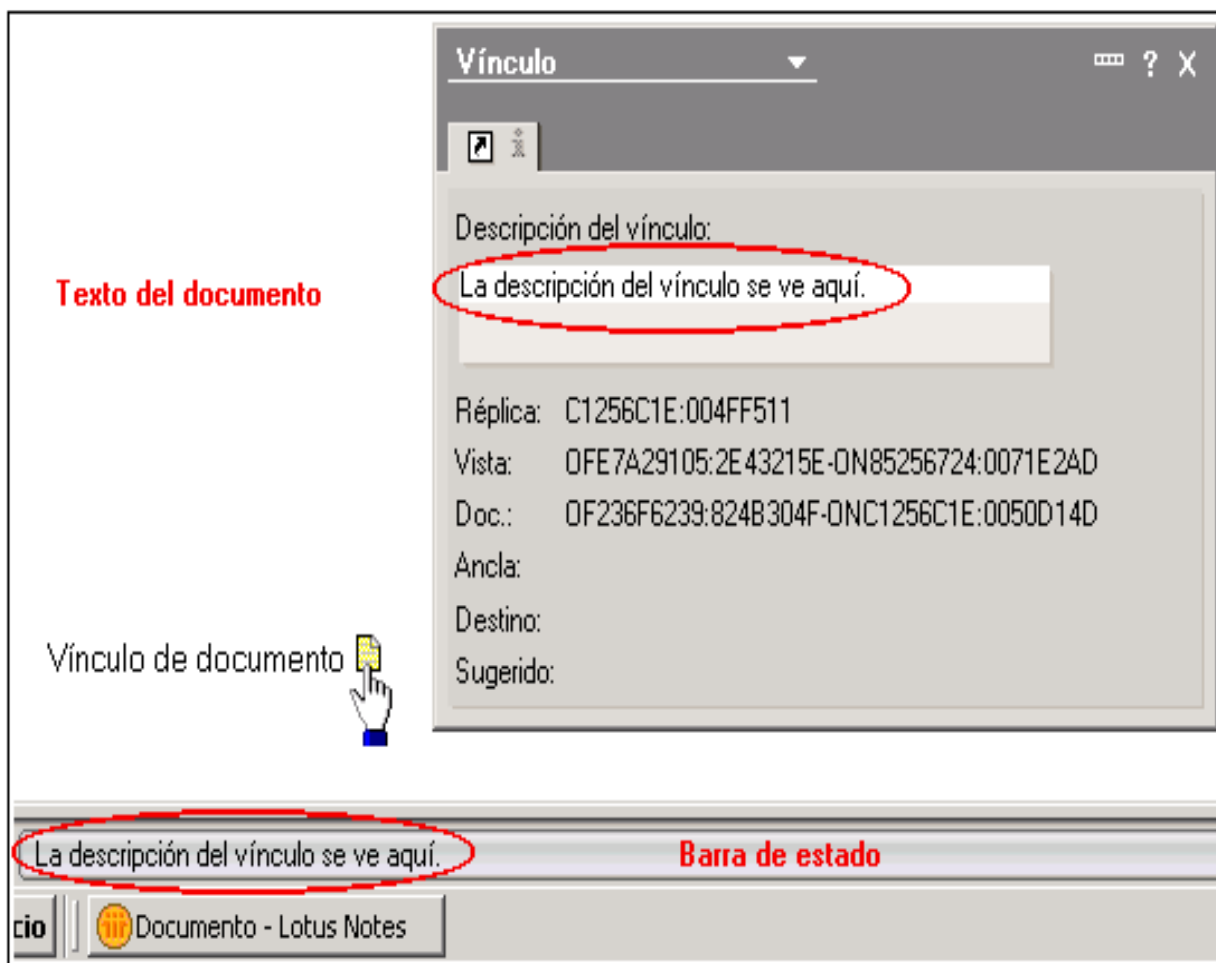 Vínculo
? X
Descripción del vínculo:
La descripción del vínculo se ve aquí.
Texto del documento
Réplica: C1256C1E:004FF511
Vista: OFE7A29105:2E43215E-ON85256724:0071E2AD
Doc.: OF236F6239:824B304F-ONC1256C1E:0050D14D
Ancla:
Destino:
Sugerido:
Vínculo de documento
La descripción del vínculo se ve aquí.
Barra de estado
cio
Documento - Lotus Notes